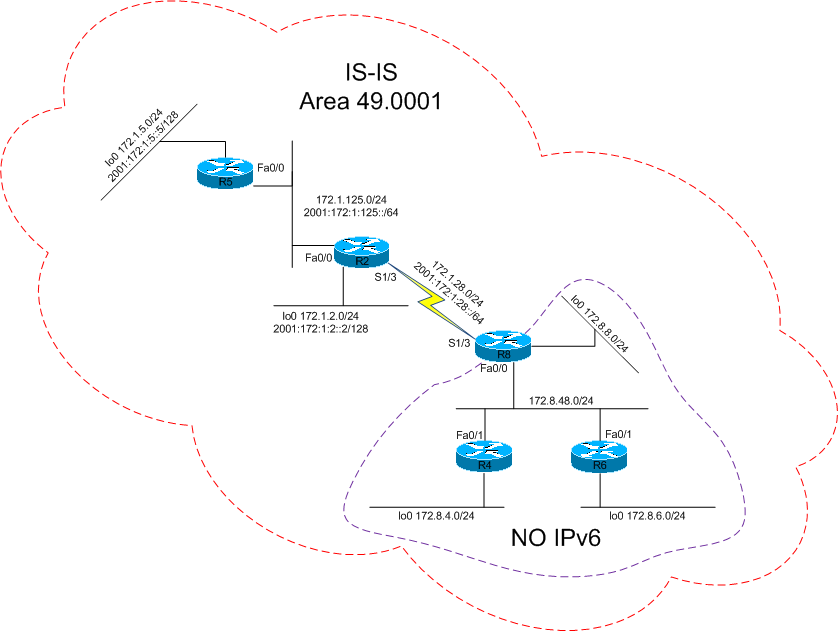 IS-IS
Area 49.0001
lo0 172.1.5.0/24
2001:172:1:5::5/128
Fa0/0
R5
172.1.125.0/24
2001:172:1:125::/64
Fa0/0
R2
S1/3
172.1.28.0/24
2001:172:1:28::/64
lo0 172.1.2.0/24
2001:172:1:2::2/128
lo0 172.8.8.0/24
S1/3
R8
Fa0/0
172.8.48.0/24
Fa0/1
R4
Fa0/1
R6
lo0 172.8.4.0/24
lo0 172.8.6.0/24
NO IPv6